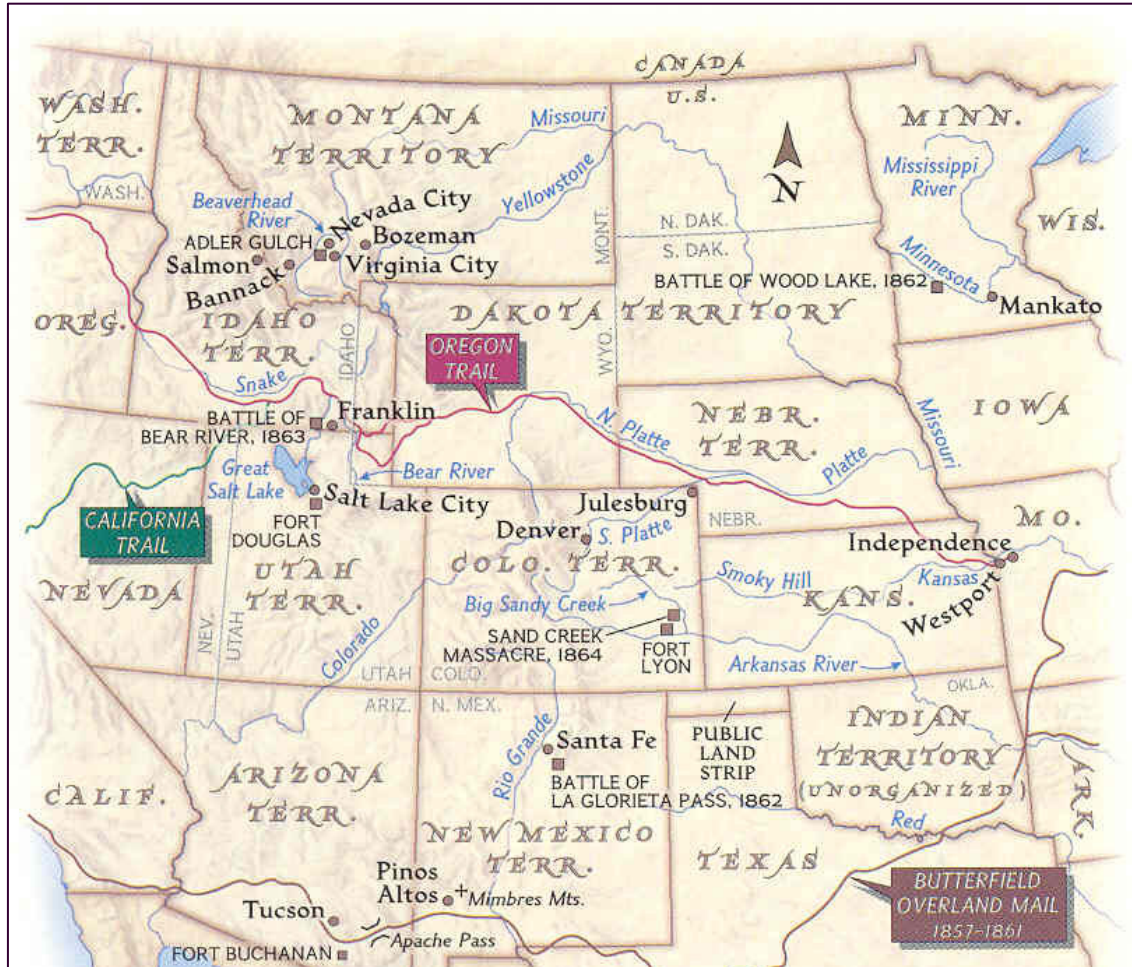 CANADA
U.S.
WASH.
TERR.
MONTANA
TERRITORY
Missouri
MINN.
Mississippi
River
WASH.
Beaverhead
River
Nevada City
Yellowstone
MONT.
N
WIS.
N. DAK.
S. DAK.
ADLER GULCH
Bozeman
Salmon
Virginia City
Bannack
BATTLE OF WOOD LAKE, 1862
Minnesota
Mankato
OREG.
IDAHO
TERR.
IDAHO
DAKOTA TERRITORY
WYO.
OREGON
TRAIL
Snake
BATTLE OF
BEAR RIVER, 1863
Franklin
N. Platte
NEBR.
TERR.
Missouri
IOWA
Platte
Great
Salt Lake
Bear River
Salt Lake City
Julesburg
CALIFORNIA
TRAIL
FORT
DOUGLAS
Denver
S. Platte
NEBR.
MO.
Independence
NEVADA
UTAH
TERR.
COLO. TERR.
Smoky Hill
Kansas
KANS.
Westport
Big Sandy Creek
NEV.
UTAH
Colorado
SAND CREEK
MASSACRE, 1864
FORT
LYON
Arkansas River
UTAH
COLO.
OKLA.
ARIZ.
N. MEX.
Rio Grande
Santa Fe
PUBLIC
LAND
STRIP
INDIAN
TERRITORY
(UNORGANIZED)
ARK.
CALIF.
ARIZONA
TERR.
BATTLE OF
LA GLORIETA PASS, 1862
NEW MEXICO
TERR.
Red
TEXAS
Pinos
Altos
Mimbres Mts.
Tucson
Apache Pass
FORT BUCHANAN
BUTTERFIELD
OVERLAND MAIL
1857–1861